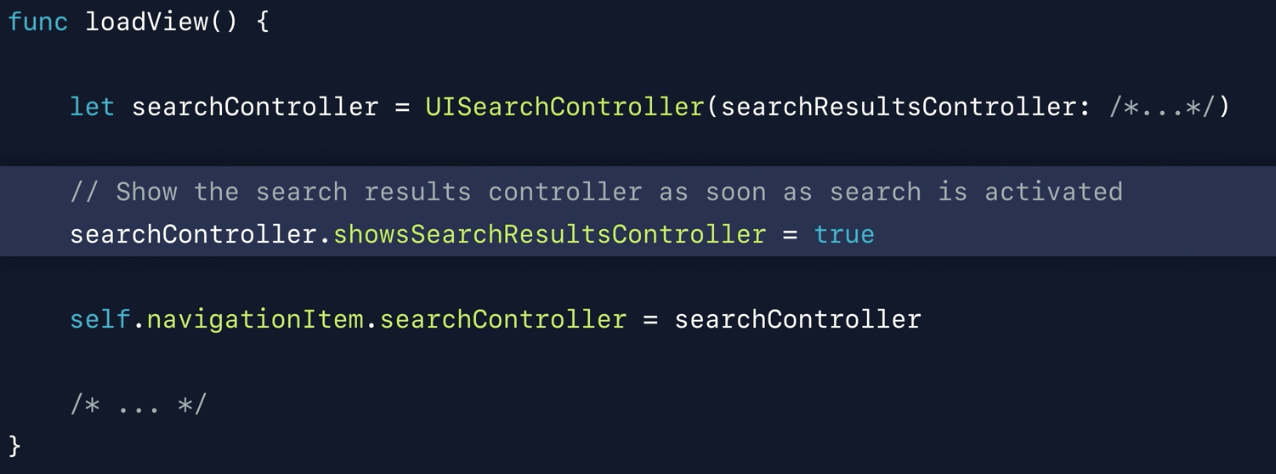 func loadView() {
let searchController = UISearchController(searchResultsController: /*...*/)
// Show the search results controller as soon as search is activated
searchController.showsSearchResultsController = true
self.navigationItem.searchController = searchController
/* ... */
}